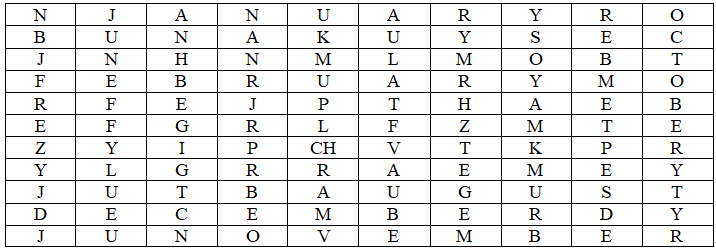 N J A N U A R Y R O
B U N A K U Y S E C
J N H N M L M O B T
F E B R U A R Y M O
R F E J P T H A E B
E F G R L F Z M T E
Z Y I P CH V T K P R
Y L G R R A E M E Y
J U T B A U G U S T
D E C E M B E R D Y
J U N O V E M B E R